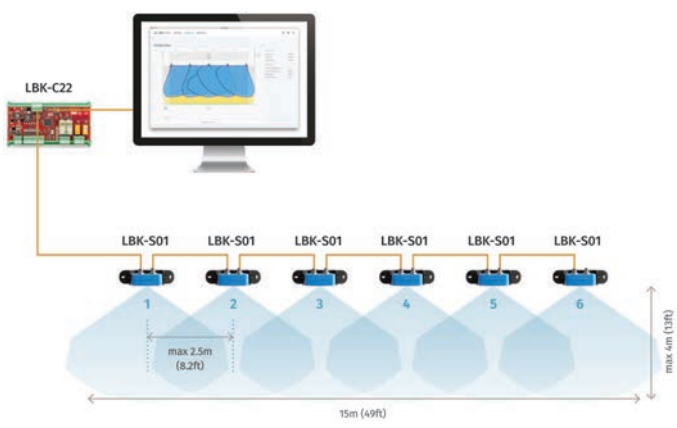 LBK-C22
LBK-S01 LBK-S01 LBK-S01 LBK-S01 LBK-S01 LBK-S01
1 2 3 4 5 6
max 2.5m
(8.2ft)
max 4m (13ft)
15m (49ft)